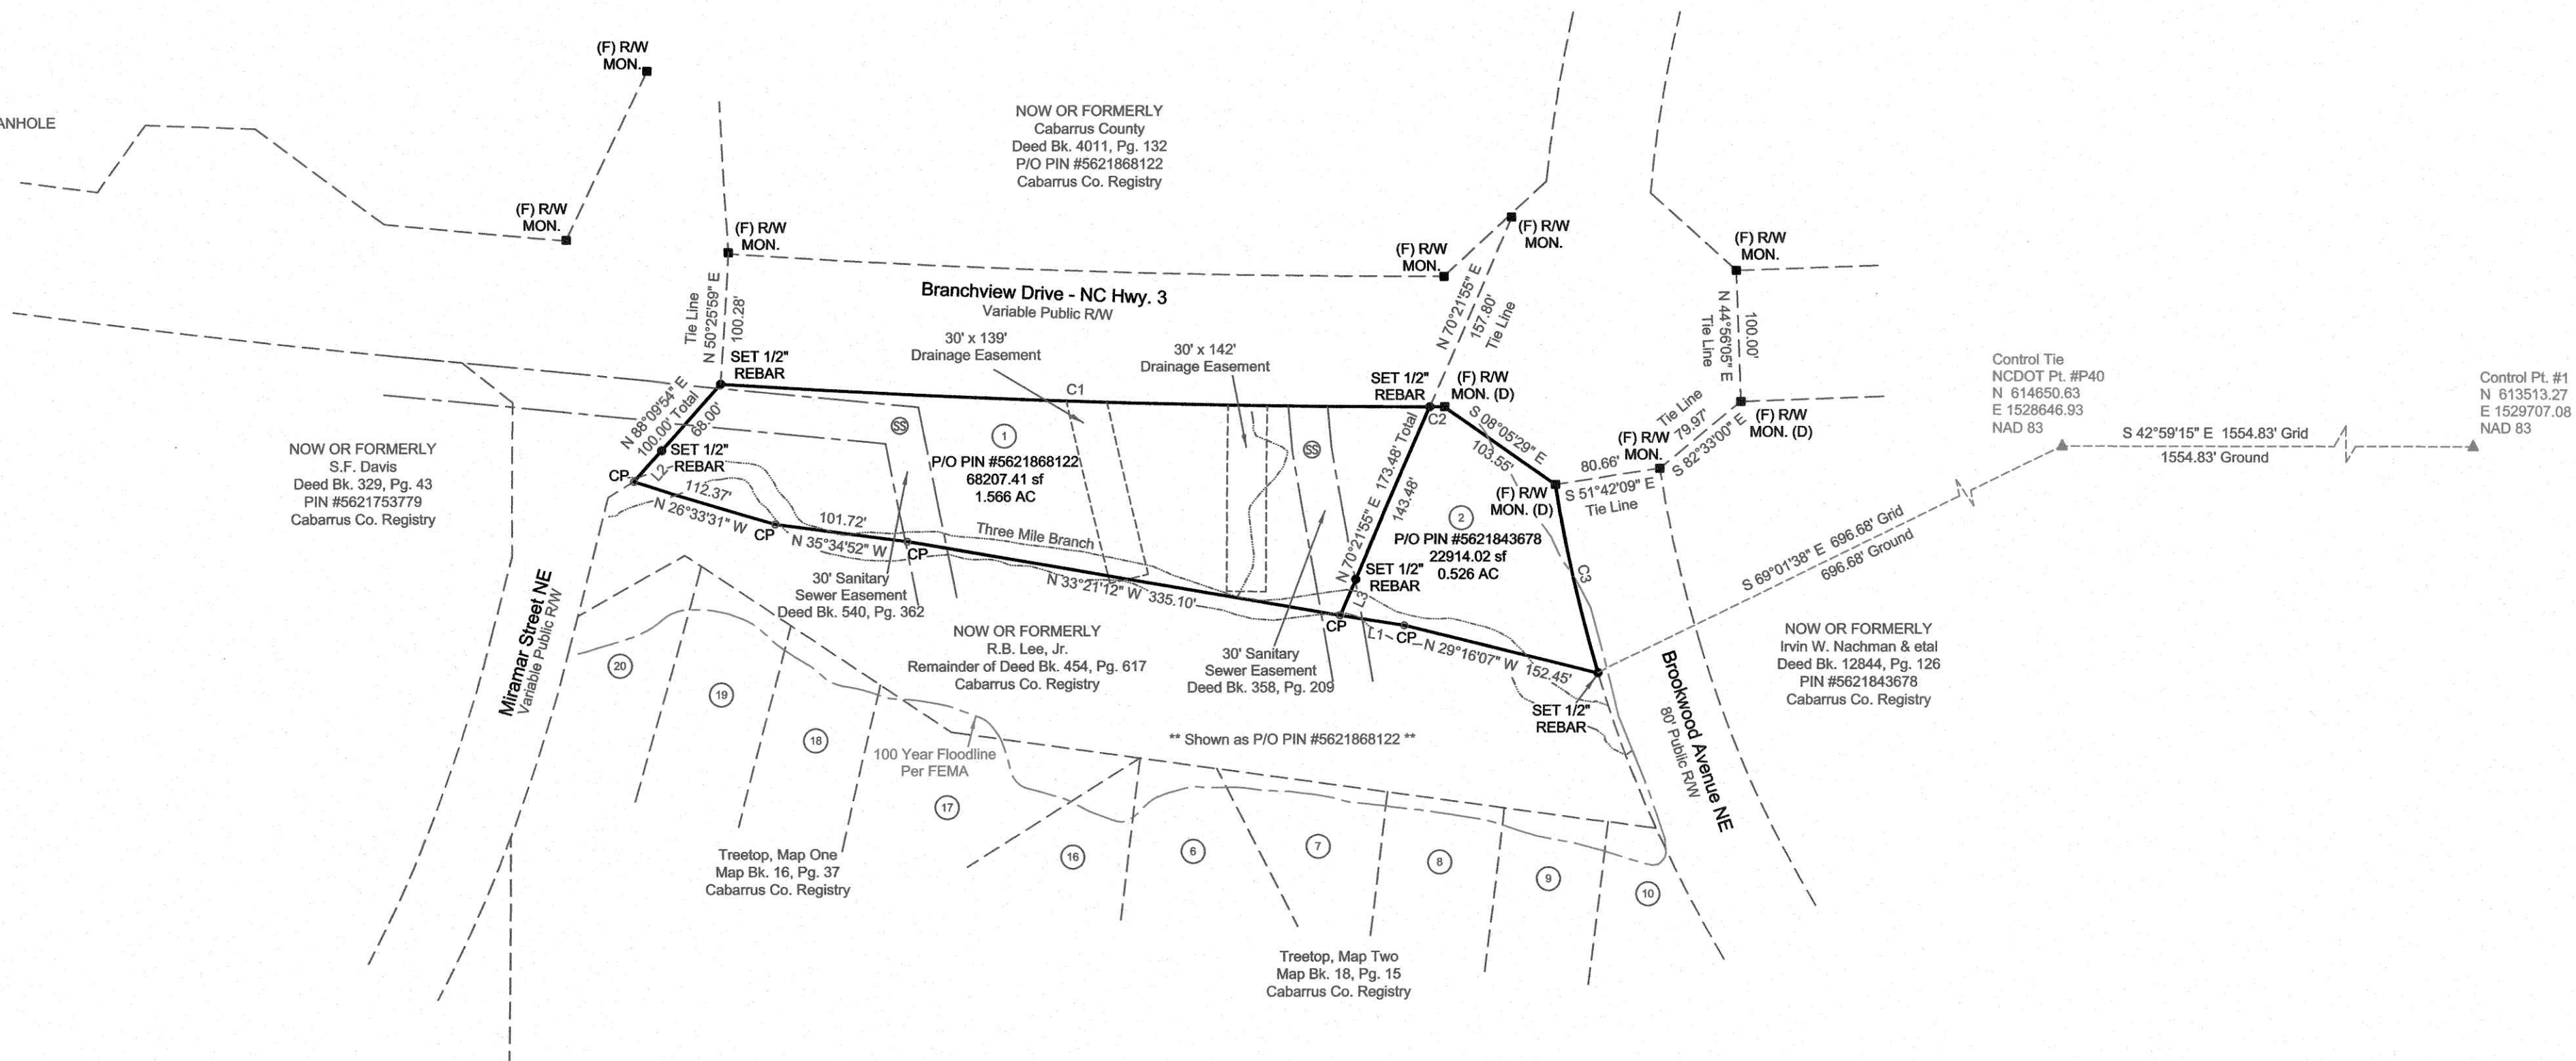 (F) R/W
MON.
ANHOLE
NOW OR FORMERLY
Cabarrus County
Deed Bk. 4011, Pg. 132
P/O PIN #5621868122
Cabarrus Co. Registry
(F) R/W
MON.
(F) R/W
MON.
(F) R/W
MON.
(F) R/W
MON.
(F) R/W
MON.
Branchview Drive - NC Hwy. 3
Variable Public R/W
Tie Line
N 50°25'59" E
100.28'
N 70°21'55" E
157.80'
Tie Line
N 44°56'05" E
100.00'
Tie Line
30' x 139'
Drainage Easement
30' x 142'
Drainage Easement
SET 1/2"
REBAR
C1
SET 1/2"
REBAR
(F) R/W
MON. (D)
C2
Control Tie
NCDOT Pt. #P40
N 614650.63
E 1528646.93
NAD 83
Control Pt. #1
N 613513.27
E 1529707.08
NAD 83
S 42°59'15" E 1554.83' Grid
1554.83' Ground
N 88°09'54" E
100.00' Total
68.00'
SET 1/2"
REBAR
CP
L2
NOW OR FORMERLY
S.F. Davis
Deed Bk. 329, Pg. 43
PIN #5621753779
Cabarrus Co. Registry
SS
1
P/O PIN #5621868122
68207.41 sf
1.566 AC
SS
N 70°21'55" E 173.48' Total
143.48'
S 08°05'29" E
103.55'
(F) R/W
MON. (D)
Tie Line
79.97'
S 82°33'00" E
(F) R/W
MON.
(F) R/W
MON. (D)
80.66'
S 51°42'09" E
Tie Line
2
P/O PIN #5621843678
22914.02 sf
0.526 AC
112.37'
N 26°33'31" W
CP
101.72'
N 35°34'52" W
CP
Three Mile Branch
N 33°21'12" W 335.10'
SET 1/2"
REBAR
L3
C3
CP
L1
CP
N 29°16'07" W 152.45'
S 69°01'38" E 696.68' Grid
696.68' Ground
30' Sanitary
Sewer Easement
Deed Bk. 540, Pg. 362
NOW OR FORMERLY
R.B. Lee, Jr.
Remainder of Deed Bk. 454, Pg. 617
Cabarrus Co. Registry
30' Sanitary
Sewer Easement
Deed Bk. 358, Pg. 209
NOW OR FORMERLY
Irvin W. Nachman & etal
Deed Bk. 12844, Pg. 126
PIN #5621843678
Cabarrus Co. Registry
Miramar Street NE
Variable Public R/W
SET 1/2"
REBAR
Brookwood Avenue NE
80' Public R/W
** Shown as P/O PIN #5621868122 **
100 Year Floodline
Per FEMA
20
19
18
17
16
6
7
8
9
10
Treetop, Map One
Map Bk. 16, Pg. 37
Cabarrus Co. Registry
Treetop, Map Two
Map Bk. 18, Pg. 15
Cabarrus Co. Registry